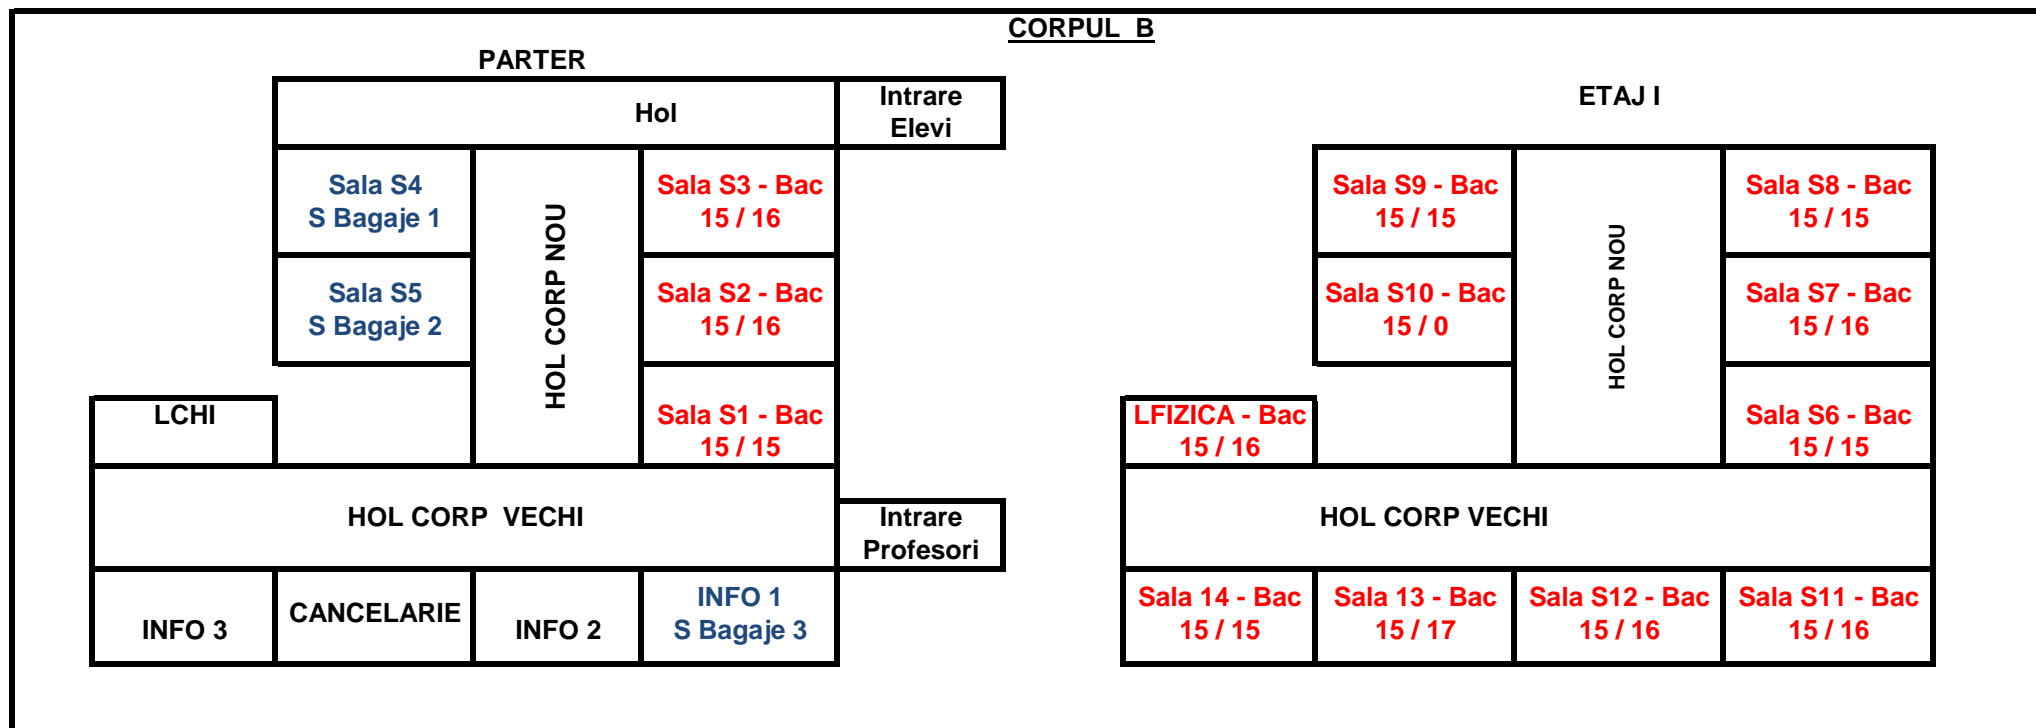 CORPUL  B
PARTER
Hol
Intrare
Elevi
Sala S4
S Bagaje 1
HOL CORP NOU
Sala S3 - Bac
15 / 16
Sala S5
S Bagaje 2
Sala S2 - Bac
15 / 16
LCHI
Sala S1 - Bac
15 / 15
HOL CORP  VECHI
Intrare
Profesori
INFO 3
CANCELARIE
INFO 2
INFO 1
S Bagaje 3
ETAJ I
Sala S9 - Bac
15 / 15
HOL CORP NOU
Sala S8 - Bac
15 / 15
Sala S10 - Bac
15 / 0
Sala S7 - Bac
15 / 16
LFIZICA - Bac
15 / 16
Sala S6 - Bac
15 / 15
HOL CORP VECHI
Sala 14 - Bac
15 / 15
Sala 13 - Bac
15 / 17
Sala S12 - Bac
15 / 16
Sala S11 - Bac
15 / 16